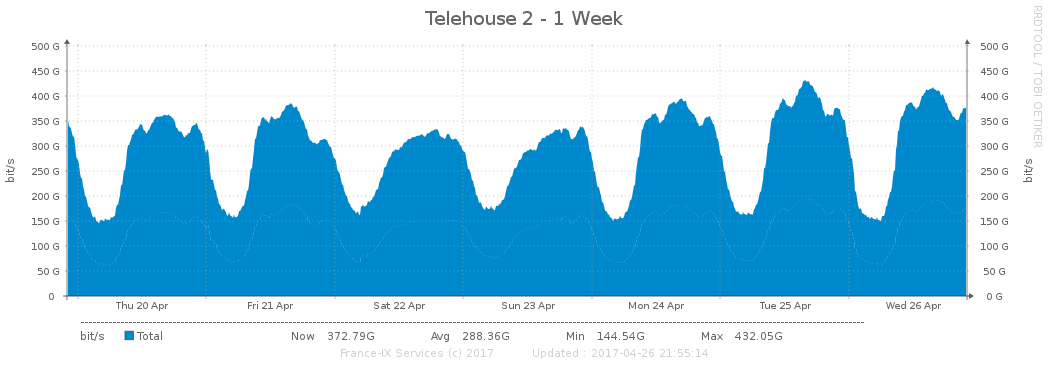 Telehouse 2 - 1 Week
RRDTOOL / TOBI OETIKER
500 G 500 G
450 G 450 G
400 G 400 G
350 G 350 G
300 G 300 G
250 G 250 G
200 G 200 G
150 G 150 G
100 G 100 G
50 G 50 G
0 0 G
bit/s bit/s
Thu 20 Apr Fri 21 Apr Sat 22 Apr Sun 23 Apr Mon 24 Apr Tue 25 Apr Wed 26 Apr
bit/s Total Now 372.79G Avg 288.36G Min 144.54G Max 432.05G
France-IX Services (c) 2017 Updated : 2017-04-26 21:55:14